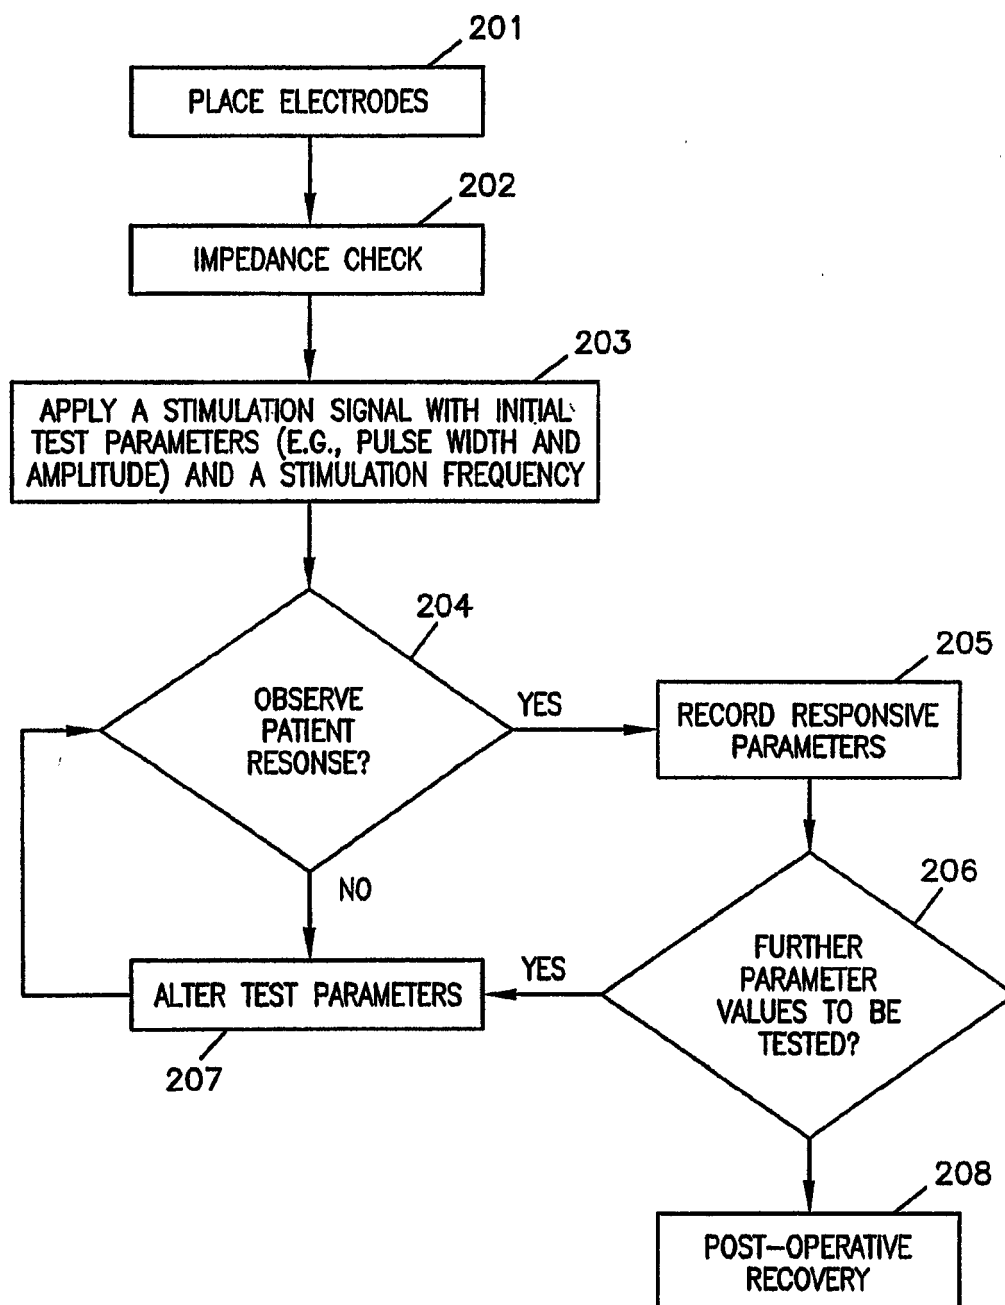 201
PLACE ELECTRODES
202
IMPEDANCE CHECK
203
APPLY A STIMULATION SIGNAL WITH INITIAL
TEST PARAMETERS (E.G., PULSE WIDTH AND
AMPLITUDE) AND A STIMULATION FREQUENCY
204
OBSERVE
PATIENT
RESONSE?
YES
205
RECORD RESPONSIVE
PARAMETERS
NO
206
FURTHER
PARAMETER
VALUES TO BE
TESTED?
YES
ALTER TEST PARAMETERS
207
208
POST-OPERATIVE
RECOVERY